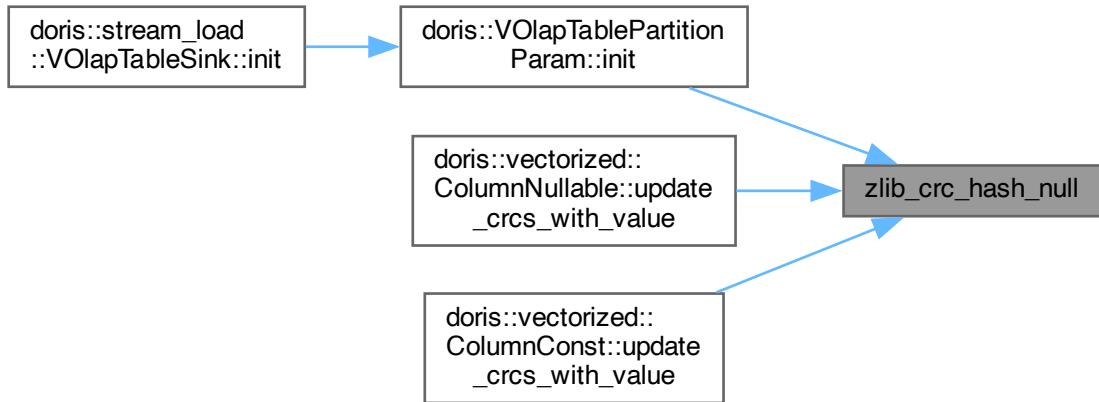 doris::stream_load
::VOlapTableSink::init
doris::VOlapTablePartition
Param::init
doris::vectorized::
ColumnNullable::update
_crcs_with_value
zlib_crc_hash_null
doris::vectorized::
ColumnConst::update
_crcs_with_value